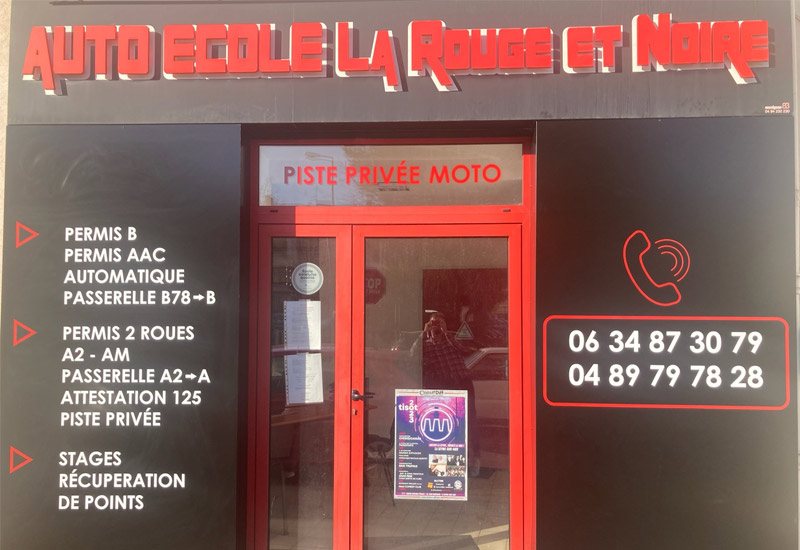 AUTO ECOLE LA ROUGE ET NOIRE
PISTE PRIVÉE MOTO
PERMIS B
PERMIS AAC
AUTOMATIQUE
PASSERELLE B78➙B
PERMIS 2 ROUES
A2 - AM
PASSERELLE A2➙A
ATTESTATION 125
PISTE PRIVÉE
STAGES
RÉCUPERATION
DE POINTS
06 34 87 30 79
04 89 79 78 28
STOP
tisot